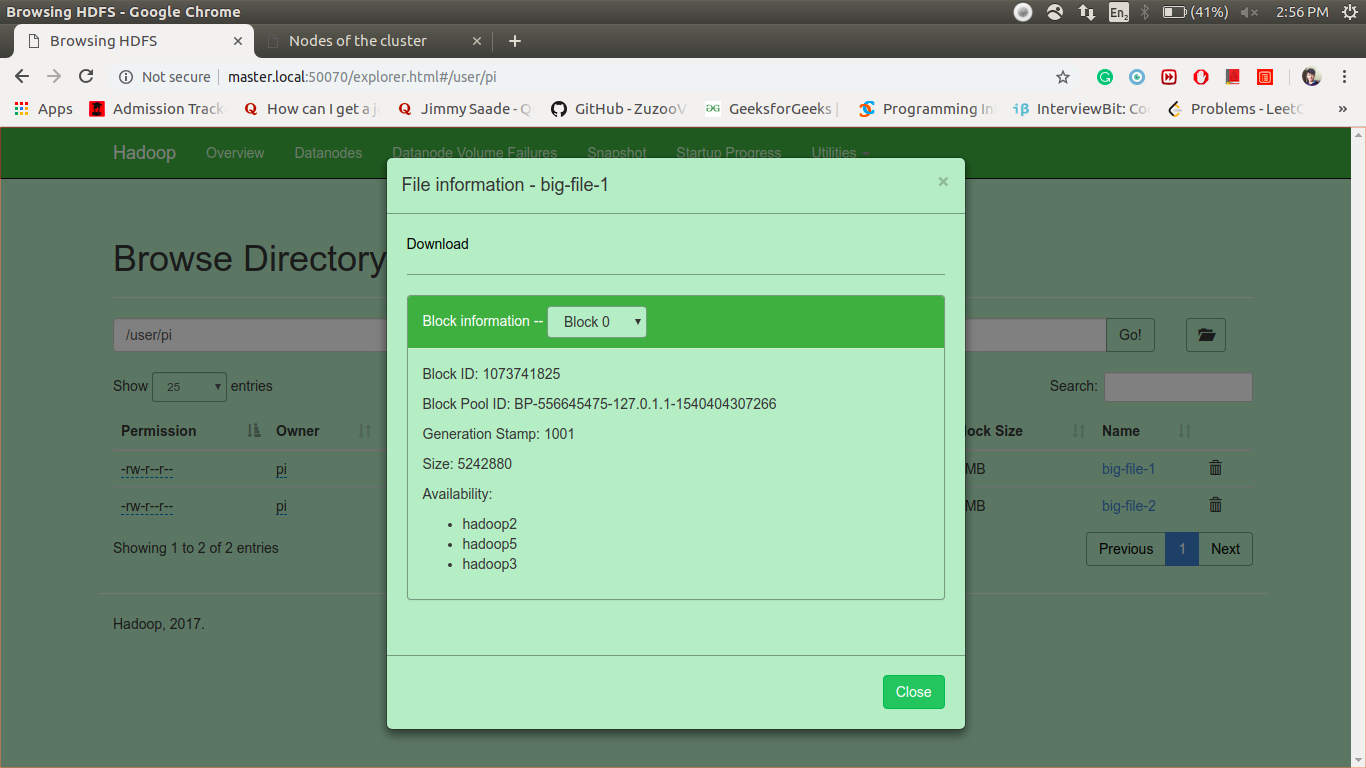 Browsing HDFS - Google Chrome
En2 (41%) 2:56 PM
Browsing HDFS × Nodes of the cluster × +
Not secure master.local:50070/explorer.html#/user/pi
Apps Admission Track How can I get a j Jimmy Saade - Q GitHub - ZuzooV GeeksforGeeks | Programming In InterviewBit: Co Problems - LeetC »
Hadoop Overview Datanodes Datanode Volume Failures Snapshot Startup Progress Utilities
File information - big-file-1 ×
Download
Browse Directory
Block information -- Block 0
/user/pi Go!
Show 25 entries Search:
Block ID: 1073741825
Block Pool ID: BP-556645475-127.0.1.1-1540404307266
Permission Owner lock Size Name
Generation Stamp: 1001
-rw-r--r-- pi MB big-file-1
Size: 5242880
Availability:
-rw-r--r-- pi MB big-file-2
• hadoop2
• hadoop5
• hadoop3
Showing 1 to 2 of 2 entries Previous 1 Next
Hadoop, 2017.
Close